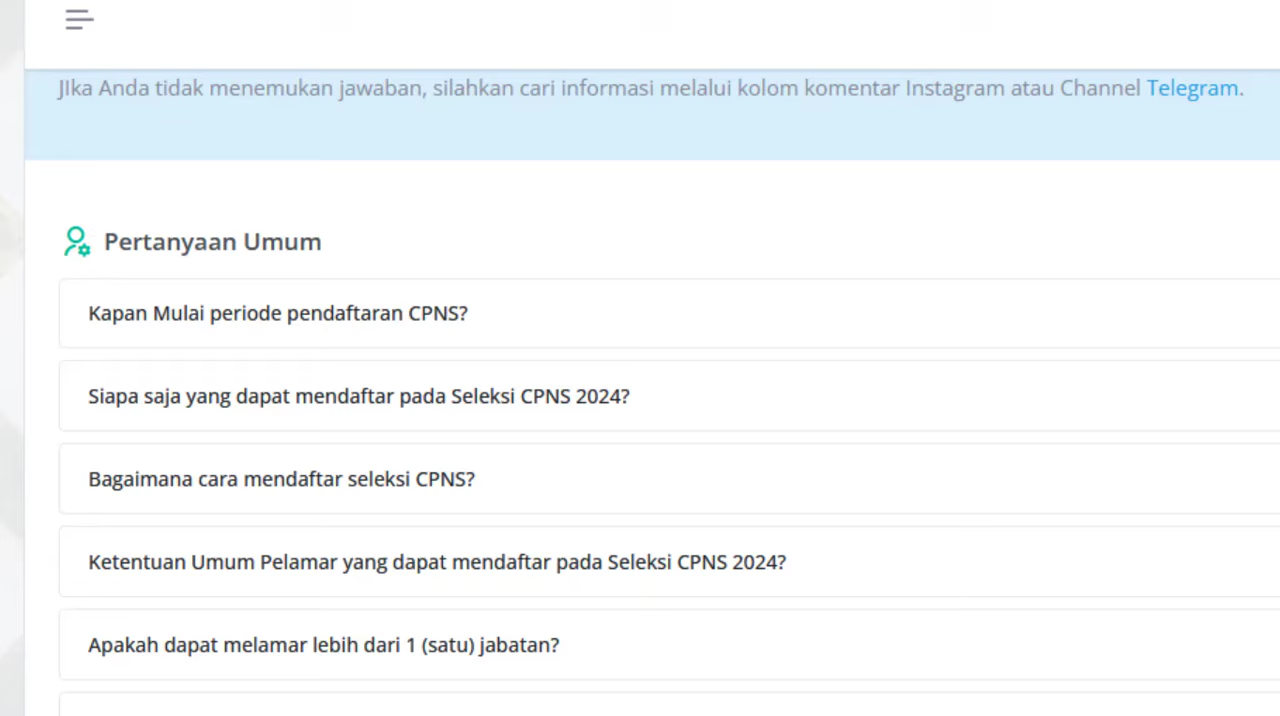 JIka Anda tidak menemukan jawaban, silahkan cari informasi melalui kolom komentar Instagram atau Channel Telegram.
Pertanyaan Umum
Kapan Mulai periode pendaftaran CPNS?
Siapa saja yang dapat mendaftar pada Seleksi CPNS 2024?
Bagaimana cara mendaftar seleksi CPNS?
Ketentuan Umum Pelamar yang dapat mendaftar pada Seleksi CPNS 2024?
Apakah dapat melamar lebih dari 1 (satu) jabatan?